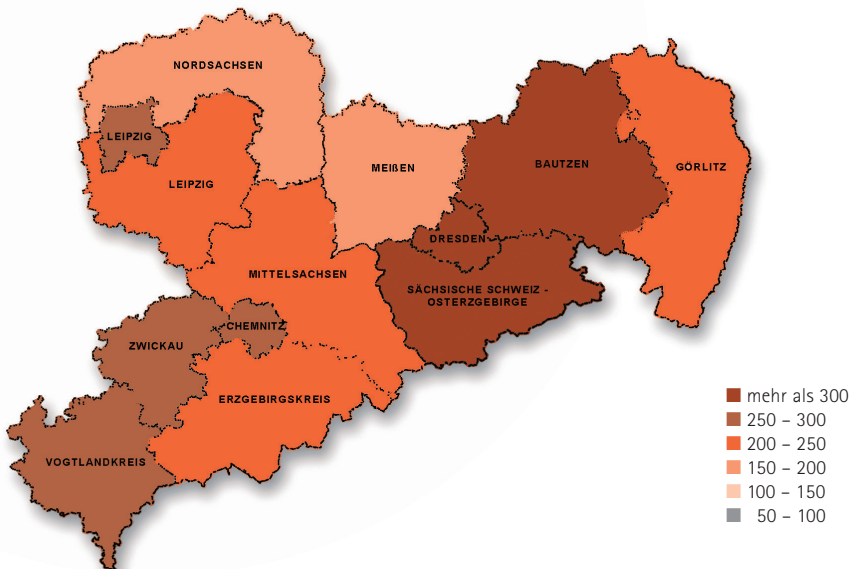 NORDSACHSEN
LEIPZIG
LEIPZIG
MEIßEN
BAUTZEN
GÖRLITZ
DRESDEN
MITTELSACHSEN
SÄCHSISCHE SCHWEIZ -
OSTERZGEBIRGE
CHEMNITZ
ZWICKAU
ERZGEBIRGSKREIS
VOGTLANDKREIS
mehr als 300
250 – 300
200 – 250
150 – 200
100 – 150
50 – 100